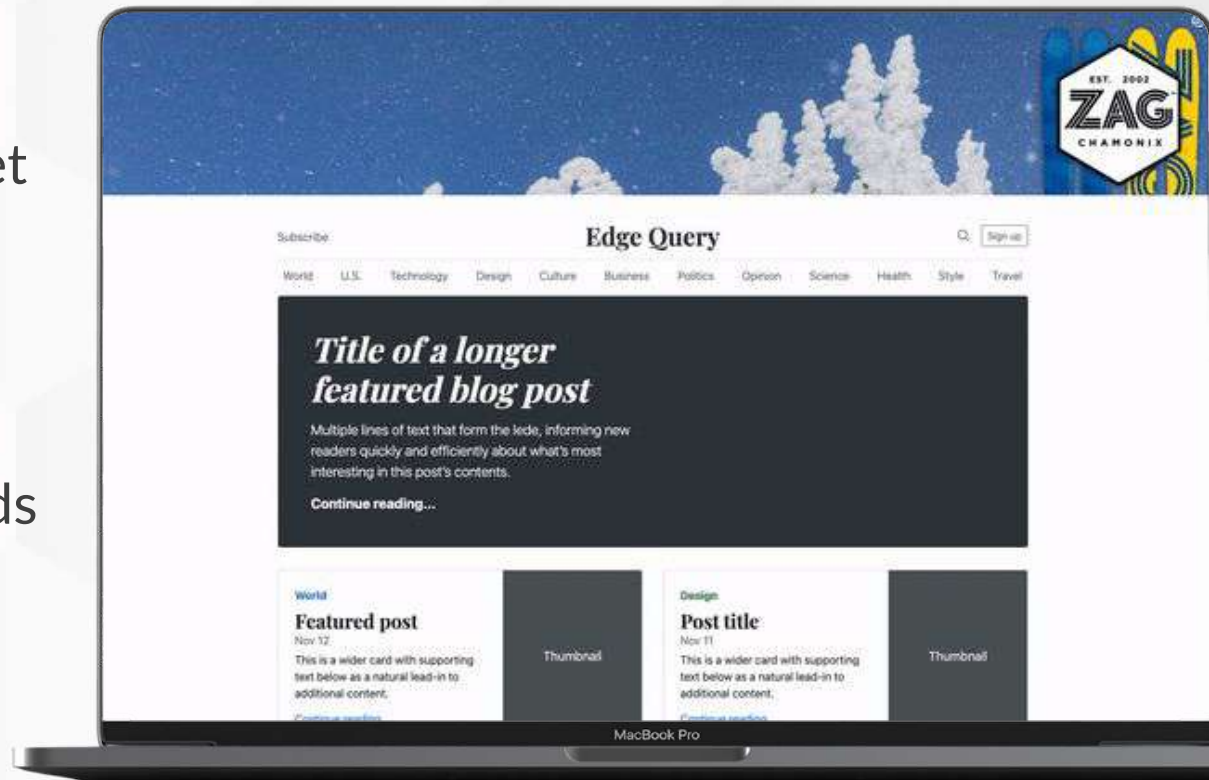 EST. 2002
ZAG
CHAMONIX
Subscribe
Edge Query
Sign up
World U.S. Technology Design Culture Business Politics Opinion Science Health Style Travel
Title of a longer
featured blog post
Multiple lines of text that form the lede, informing new
readers quickly and efficiently about what's most
interesting in this post's contents.
Continue reading...
World
Featured post
Nov 12
This is a wider card with supporting
text below as a natural lead-in to
additional content.
Continue reading
Thumbnail
Design
Post title
Nov 11
This is a wider card with supporting
text below as a natural lead-in to
additional content.
Continue reading
Thumbnail
MacBook Pro